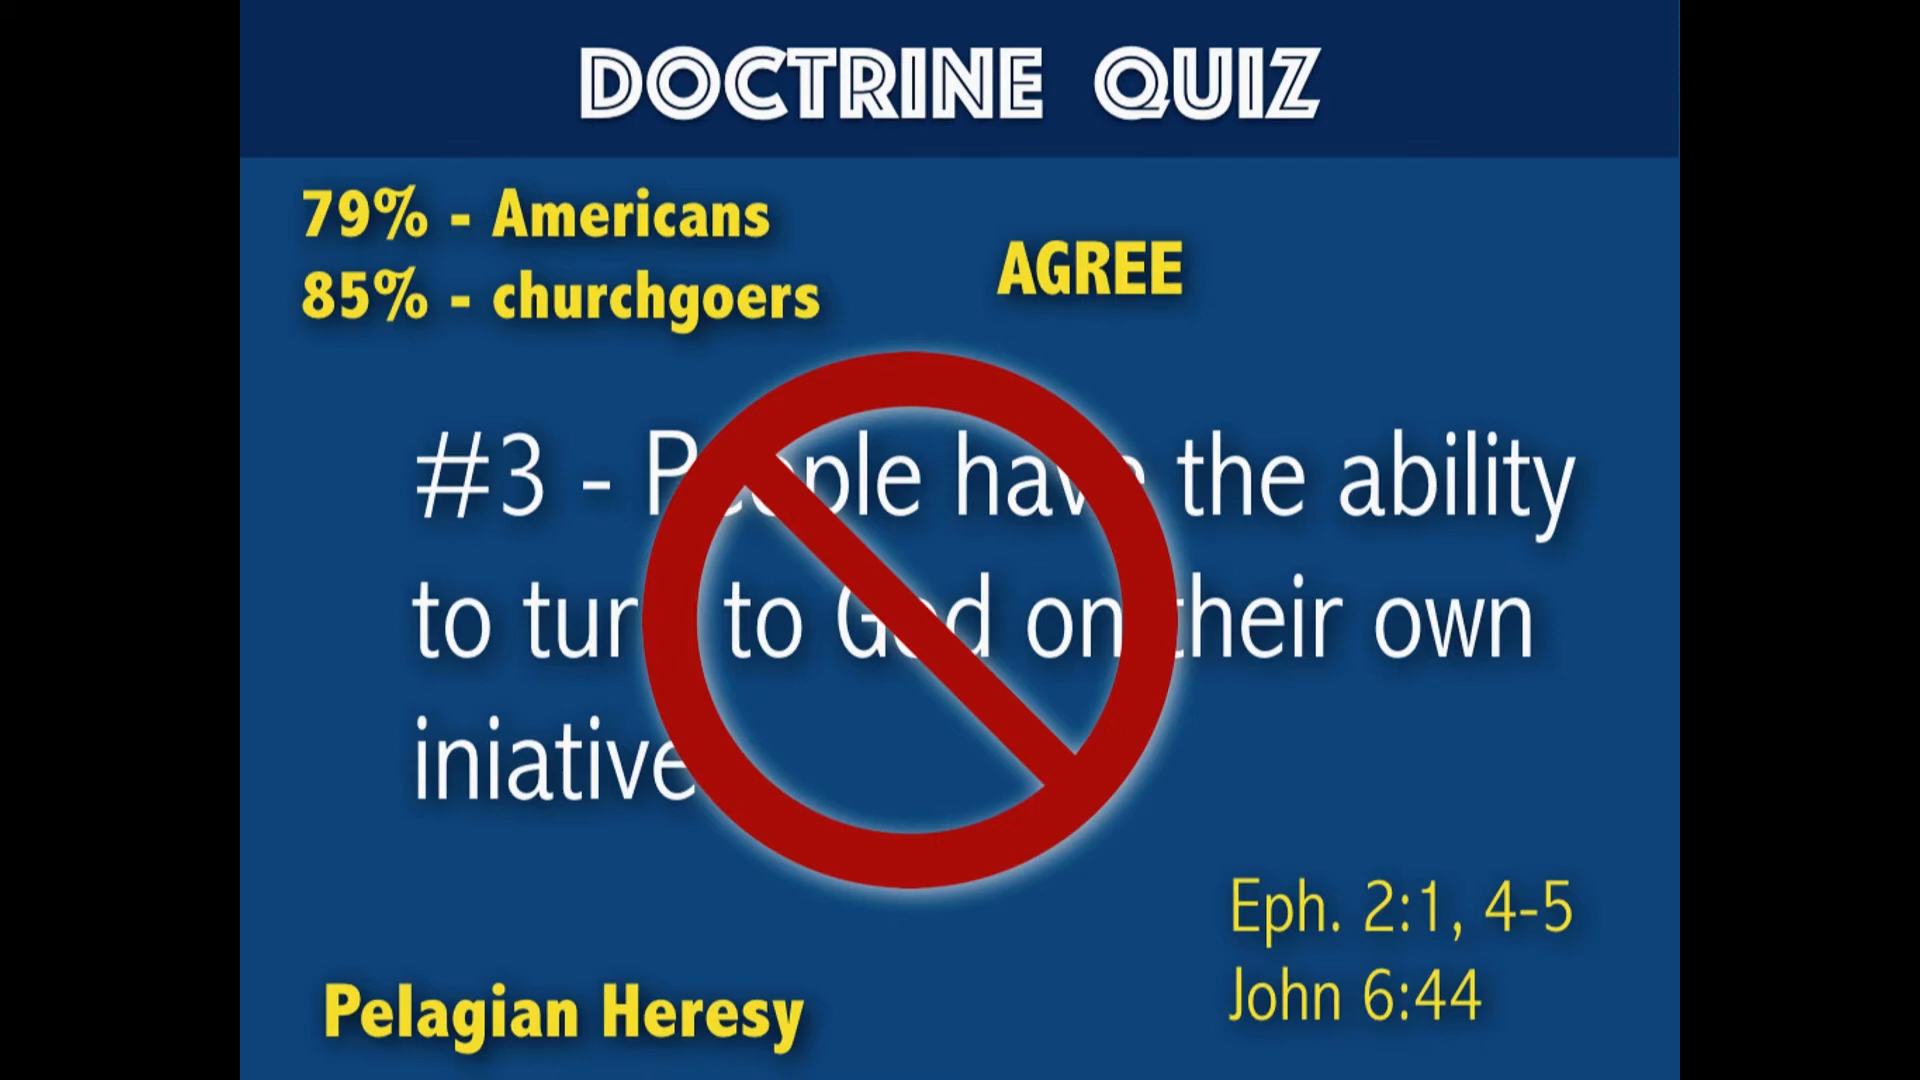 DOCTRINE QUIZ
79% - Americans
85% - churchgoers
AGREE
#3 - People have the ability
to turn to God on their own
iniative
Eph. 2:1, 4-5
John 6:44
Pelagian Heresy